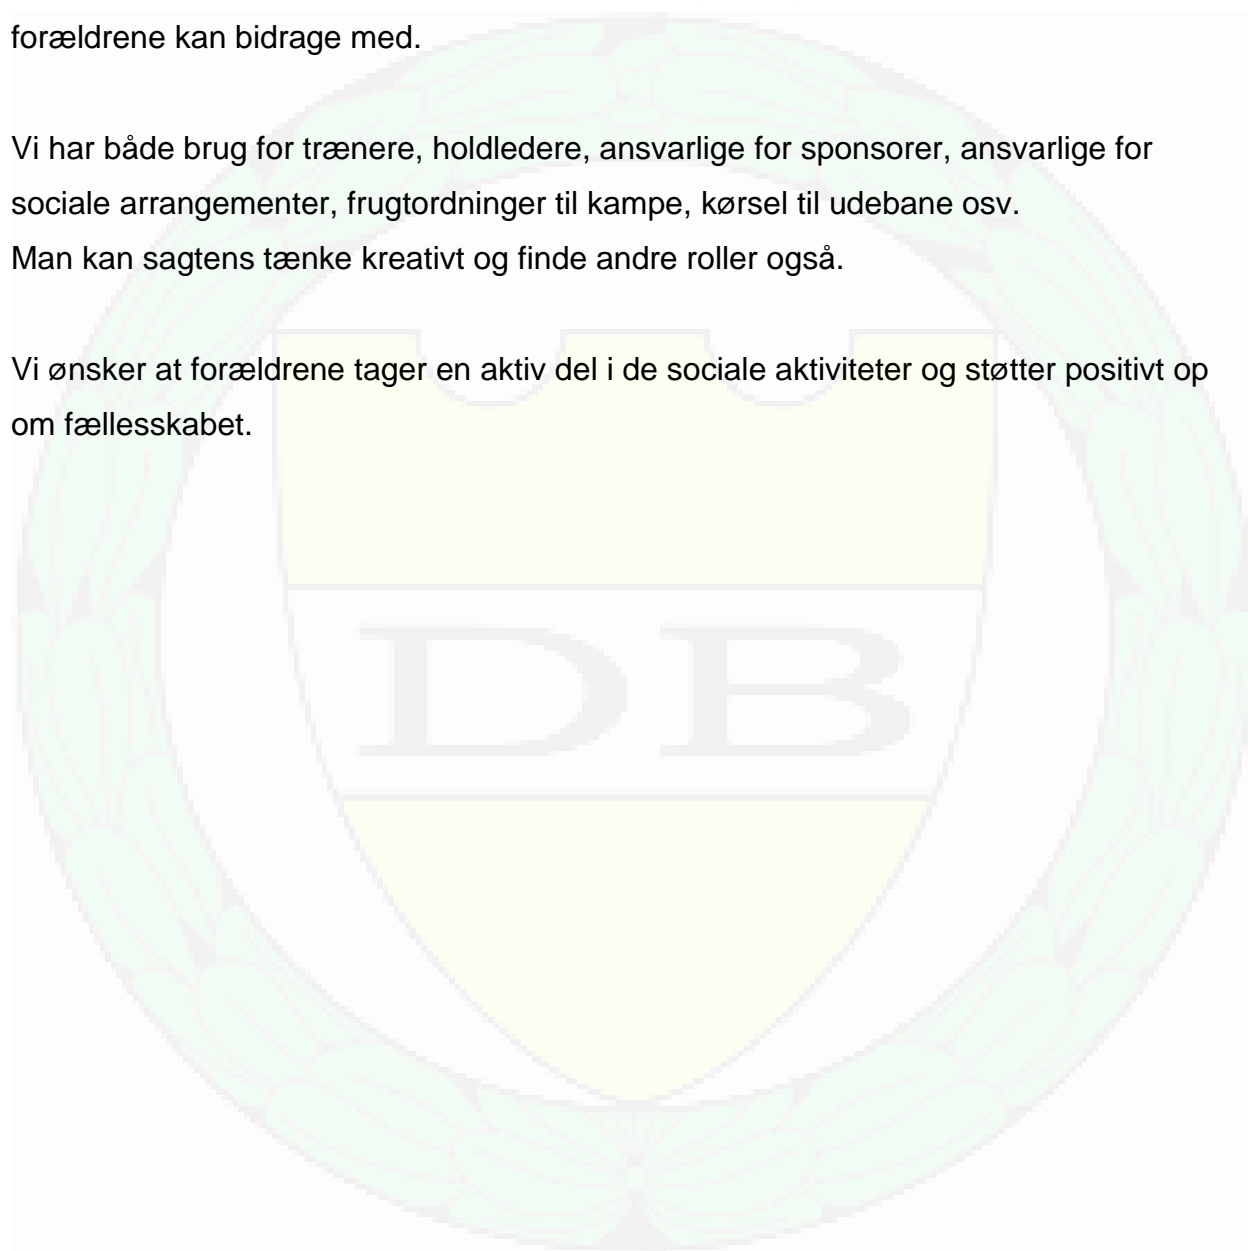 forældrene kan bidrage med.
Vi har både brug for trænere, holdledere, ansvarlige for sponsorer, ansvarlige for
sociale arrangementer, frugtordninger til kampe, kørsel til udebane osv.
Man kan sagtens tænke kreativt og finde andre roller også.
Vi ønsker at forældrene tager en aktiv del i de sociale aktiviteter og støtter positivt op
om fællesskabet.
DB